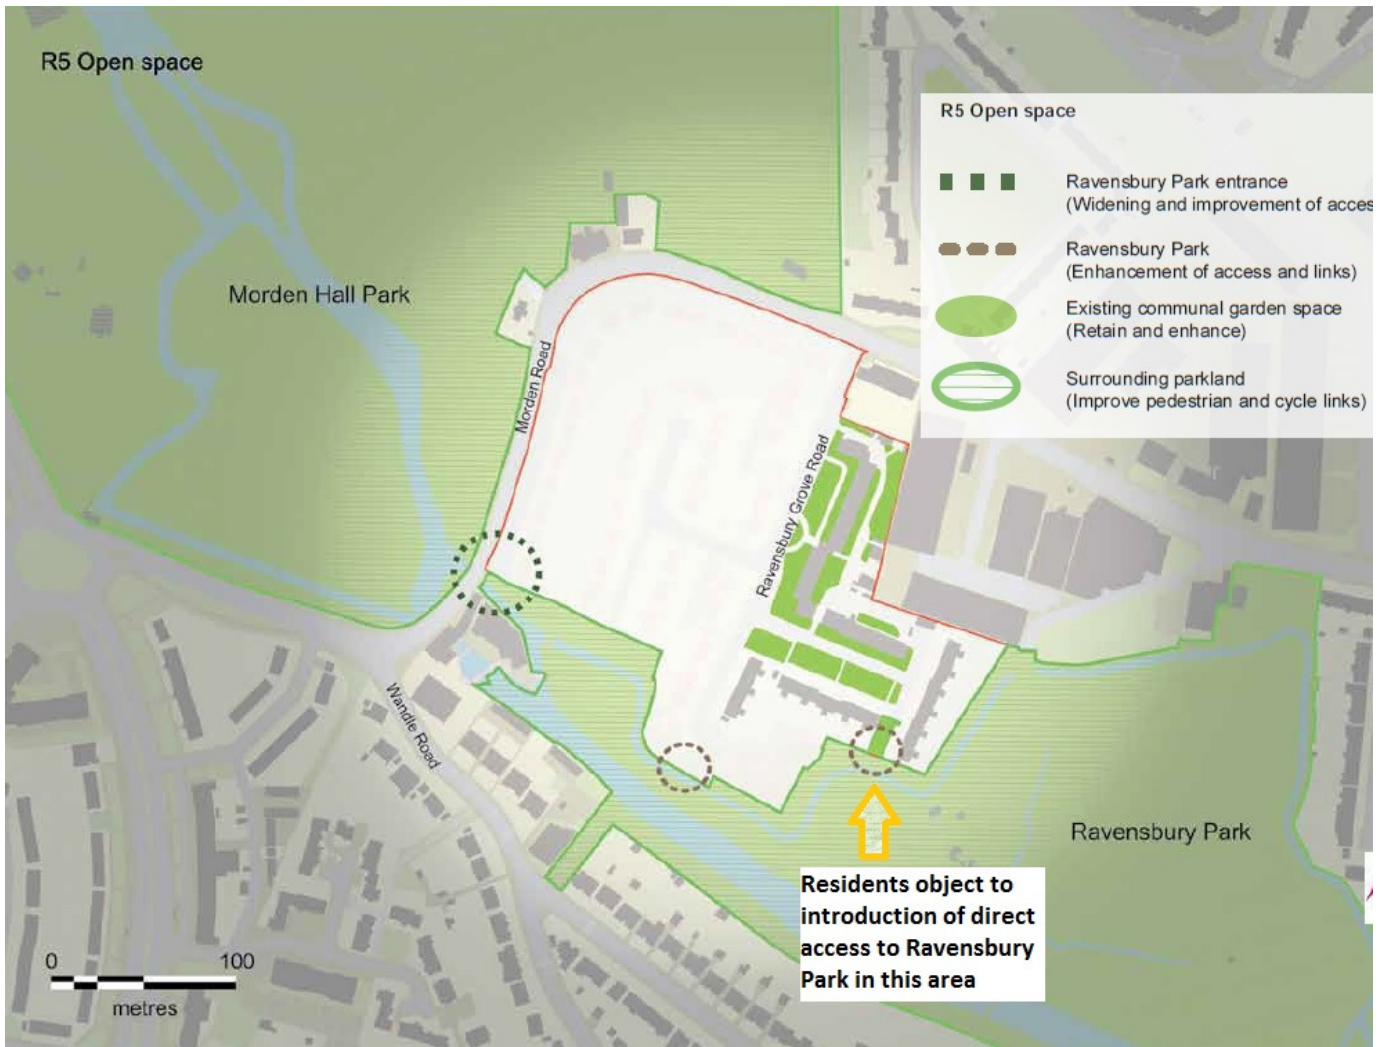 R5 Open space
R5 Open space
Ravensbury Park entrance
(Widening and improvement of acces
Ravensbury Park
(Enhancement of access and links)
Existing communal garden space
(Retain and enhance)
Surrounding parkland
(Improve pedestrian and cycle links)
Morden Hall Park
Morden Road
Ravensbury Grove Road
Wandle Road
Ravensbury Park
Residents object to
introduction of direct
access to Ravensbury
Park in this area
0 100
metres